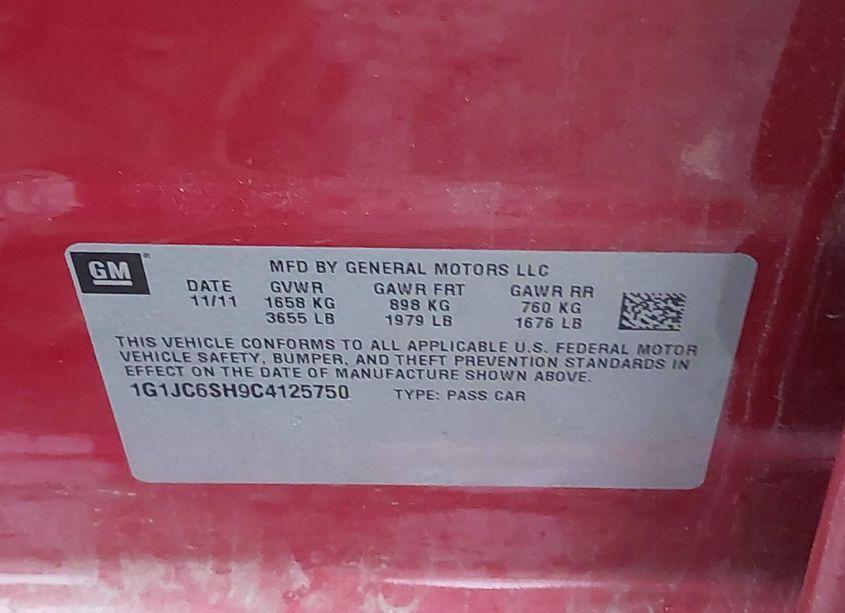 GM
MFD BY GENERAL MOTORS LLC
DATE GVWR GAWR FRT GAWR RR
11/11 1658 KG 898 KG 760 KG
3655 LB 1979 LB 1676 LB
THIS VEHICLE CONFORMS TO ALL APPLICABLE U.S. FEDERAL MOTOR
VEHICLE SAFETY, BUMPER, AND THEFT PREVENTION STANDARDS IN
EFFECT ON THE DATE OF MANUFACTURE SHOWN ABOVE.
1G1JC6SH9C4125750 TYPE: PASS CAR